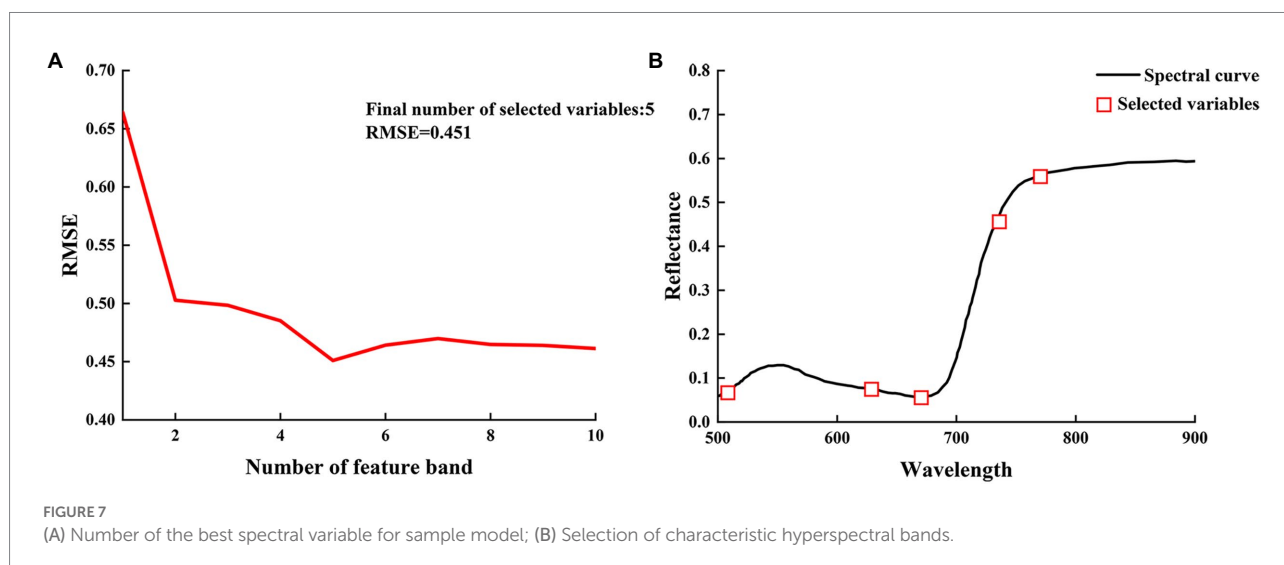 A
0.70
0.65
0.60
0.55
0.50
0.45
0.40
RMSE
2
4
6
8
10
Number of feature band
Final number of selected variables:5
RMSE=0.451
B
0.8
0.7
0.6
0.5
0.4
0.3
0.2
0.1
0.0
Reflectance
500
600
700
800
900
Wavelength
Spectral curve
Selected variables
FIGURE 7
(A) Number of the best spectral variable for sample model; (B) Selection of characteristic hyperspectral bands.